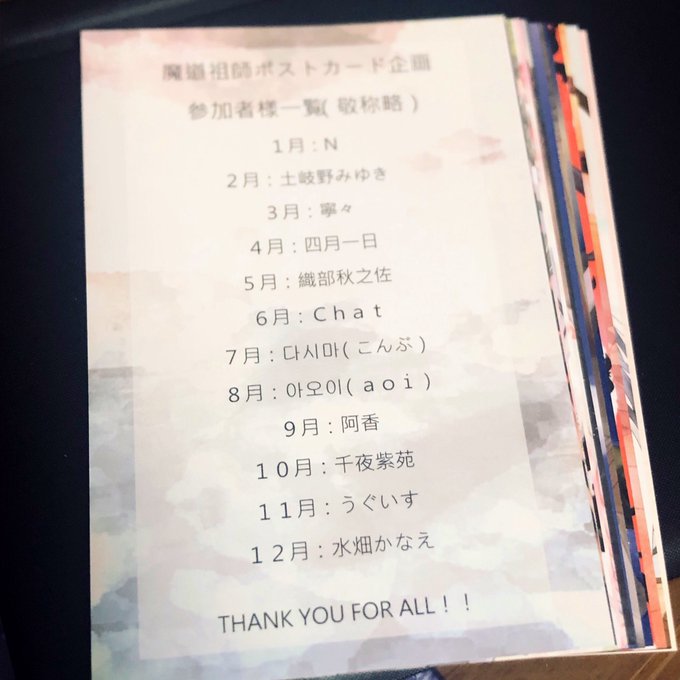 魔道祖師ポストカード企画
参加者様一覧(敬称略)
1月:N
2月:土岐野みゆき
3月:寧々
4月:四月一日
5月:織部秋之佐
6月:Chat
7月:다시마(こんぶ)
8月:아오이(aoi)
9月:阿香
10月:千夜紫苑
11月:うぐいす
12月:水畑かなえ
THANK YOU FOR ALL！！